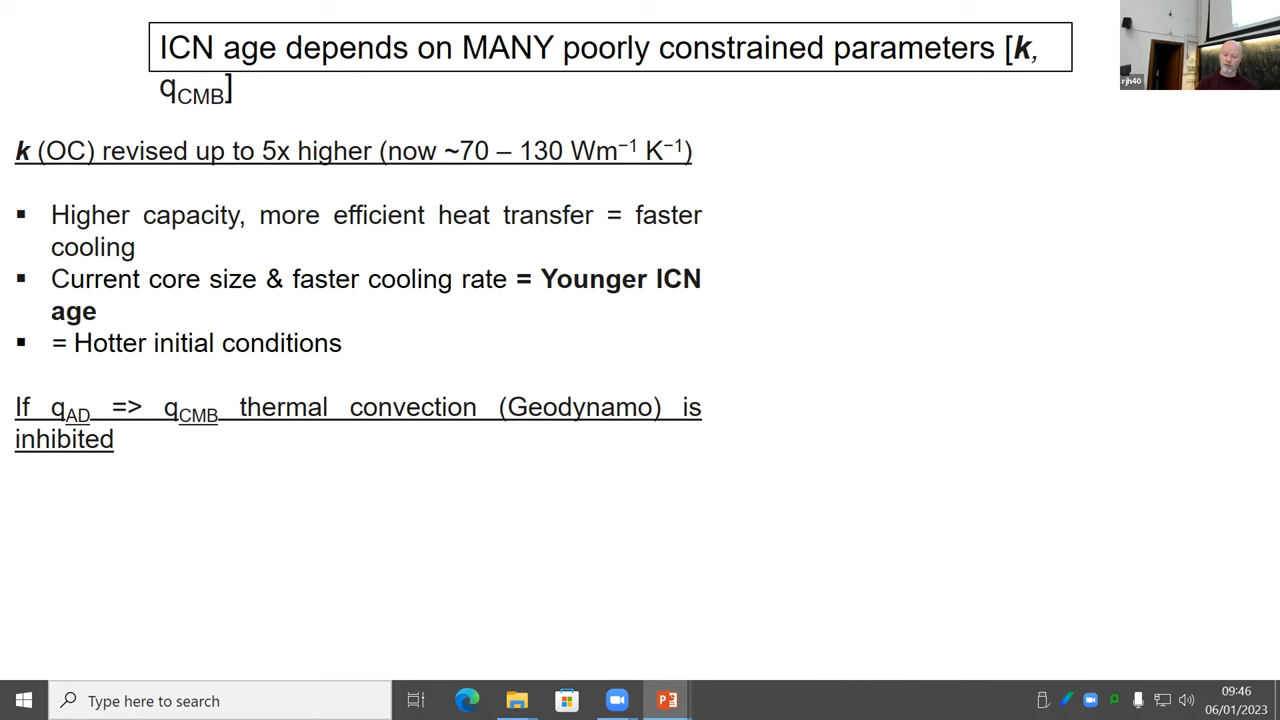 ICN age depends on MANY poorly constrained parameters [k,
qCMB]
rjh40
k (OC) revised up to 5x higher (now ~70 – 130 Wm⁻¹ K⁻¹)
▪ Higher capacity, more efficient heat transfer = faster
cooling
▪ Current core size & faster cooling rate = Younger ICN
age
▪ = Hotter initial conditions
If qAD => qCMB thermal convection (Geodynamo) is
inhibited
Type here to search
09:46
06/01/2023